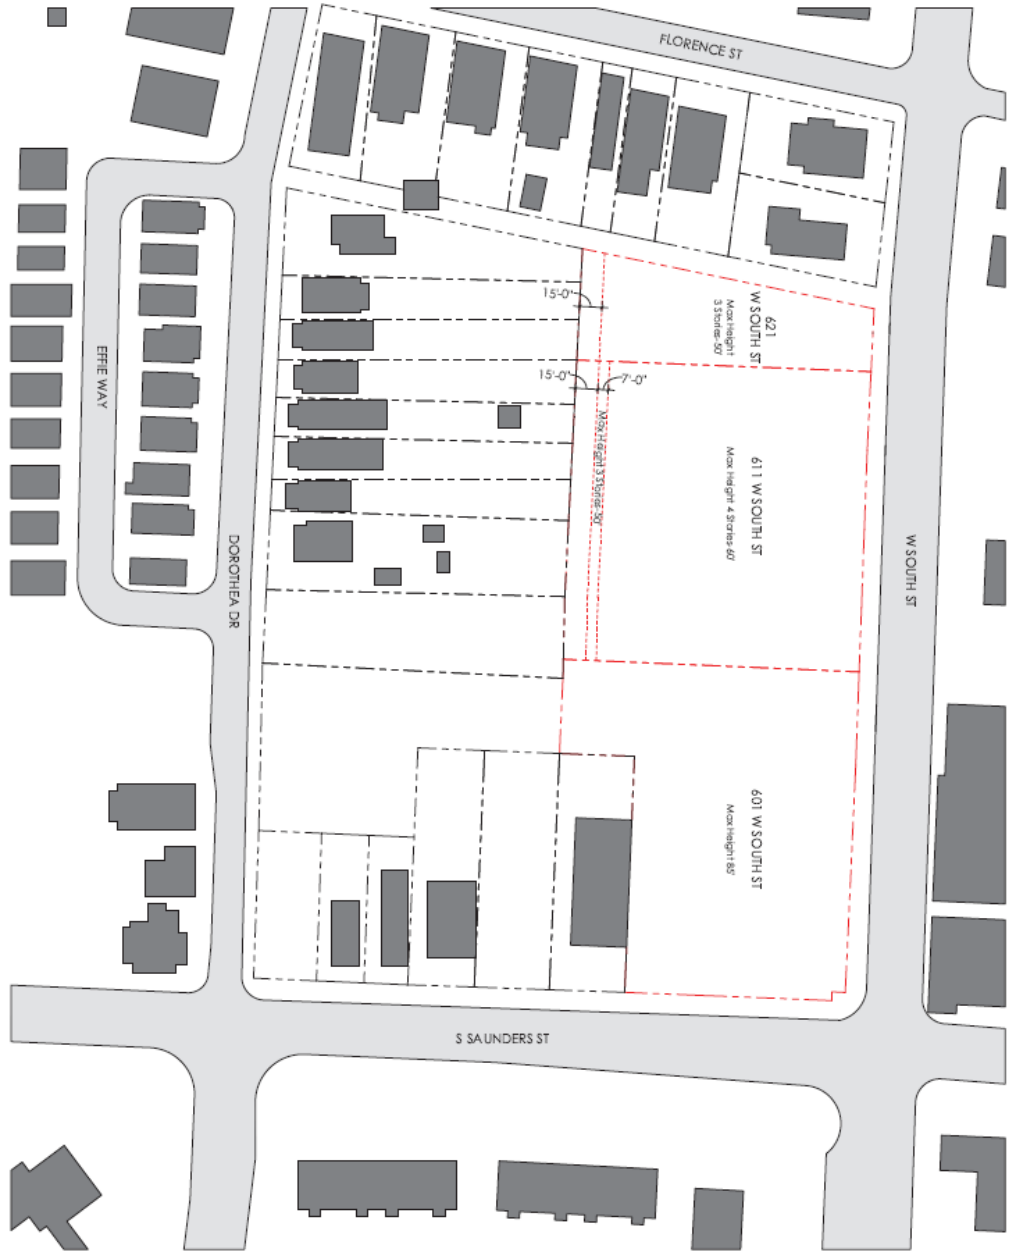 FLORENCE ST
15'-0"
621
W SOUTH ST
Max Height
3 Stories-50'
15'-0"
7'-0"
Max Height 3 Stories-50'
611 W SOUTH ST
Max Height 4 Stories-60'
EFFIE WAY
DOROTHEA DR
W SOUTH ST
601 W SOUTH ST
Max Height 85'
S SAUNDERS ST